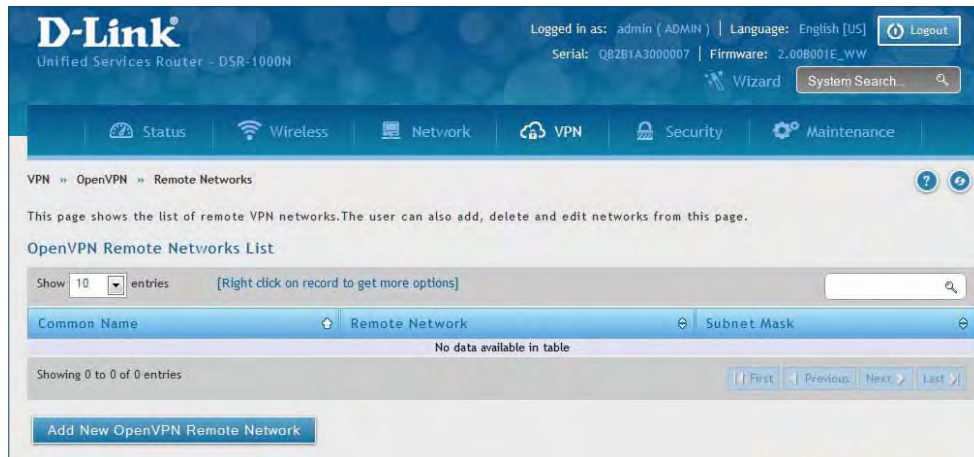 D-Link
Logged in as: admin ( ADMIN ) | Language: English [US] Logout
Unified Services Router - DSR-1000N
Serial: QB2B1A3000007 | Firmware: 2.00B001E_WW
Wizard System Search...
Status Wireless Network VPN Security Maintenance
VPN » OpenVPN » Remote Networks
This page shows the list of remote VPN networks.The user can also add, delete and edit networks from this page.
OpenVPN Remote Networks List
Show 10 entries [Right click on record to get more options]
Common Name Remote Network Subnet Mask
No data available in table
Showing 0 to 0 of 0 entries First Previous Next Last
Add New OpenVPN Remote Network